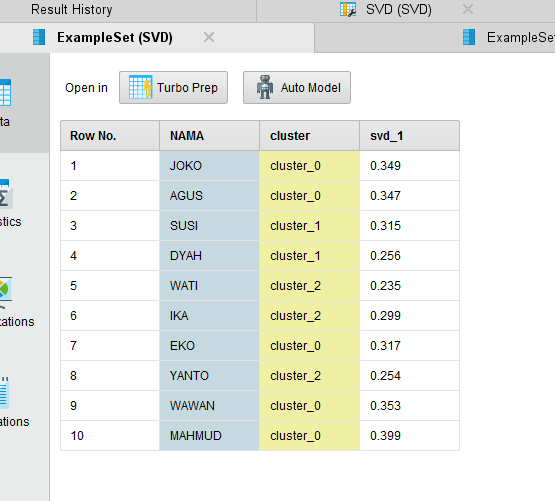 Result History SVD (SVD)
ExampleSet (SVD) ExampleSet
ta
Open in Turbo Prep Auto Model
Row No. NAMA cluster svd_1
1 JOKO cluster_0 0.349
2 AGUS cluster_0 0.347
stics
3 SUSI cluster_1 0.315
4 DYAH cluster_1 0.256
5 WATI cluster_2 0.235
6 IKA cluster_2 0.299
zations
7 EKO cluster_0 0.317
8 YANTO cluster_2 0.254
9 WAWAN cluster_0 0.353
ations
10 MAHMUD cluster_0 0.399